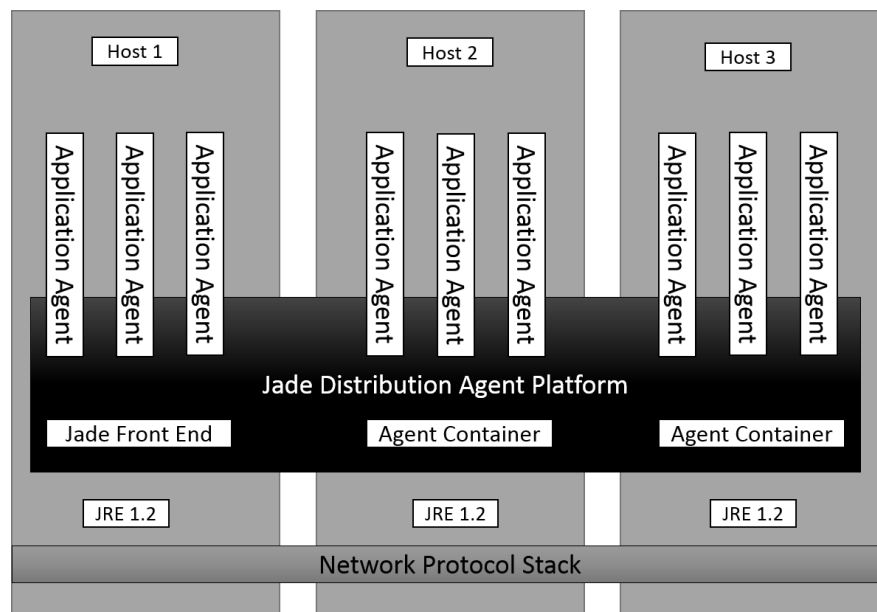 Host 1
Host 2
Host 3
Application Agent
Application Agent
Application Agent
Application Agent
Application Agent
Application Agent
Application Agent
Application Agent
Application Agent
Jade Distribution Agent Platform
Jade Front End
Agent Container
Agent Container
JRE 1.2
JRE 1.2
JRE 1.2
Network Protocol Stack